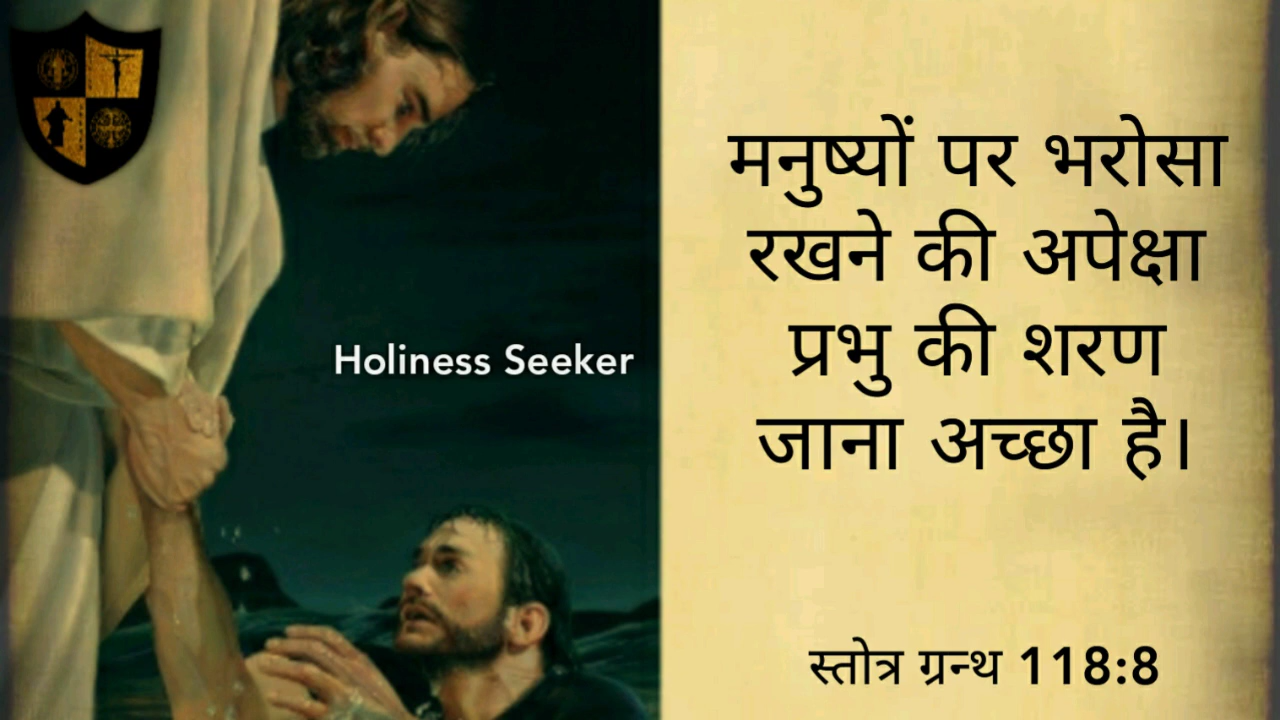 Holiness Seeker
मनुष्यों पर भरोसा
रखने की अपेक्षा
प्रभु की शरण
जाना अच्छा है।
स्तोत्र ग्रन्थ 118:8